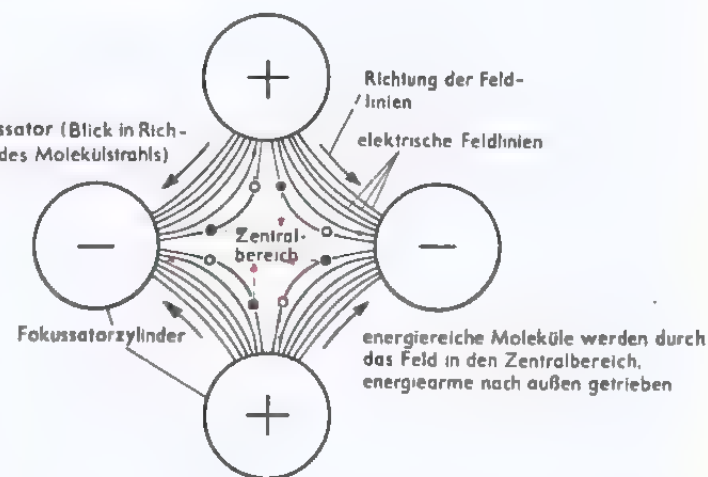 +
Richtung der Feld-
linien
ssator (Blick in Rich-
des Molekülstrahls)
elektrische Feldlinien
−
Zentral-
bereich
−
Fokussatorzylinder
energiereiche Moleküle werden durch
das Feld in den Zentralbereich,
energiearme nach außen getrieben
+